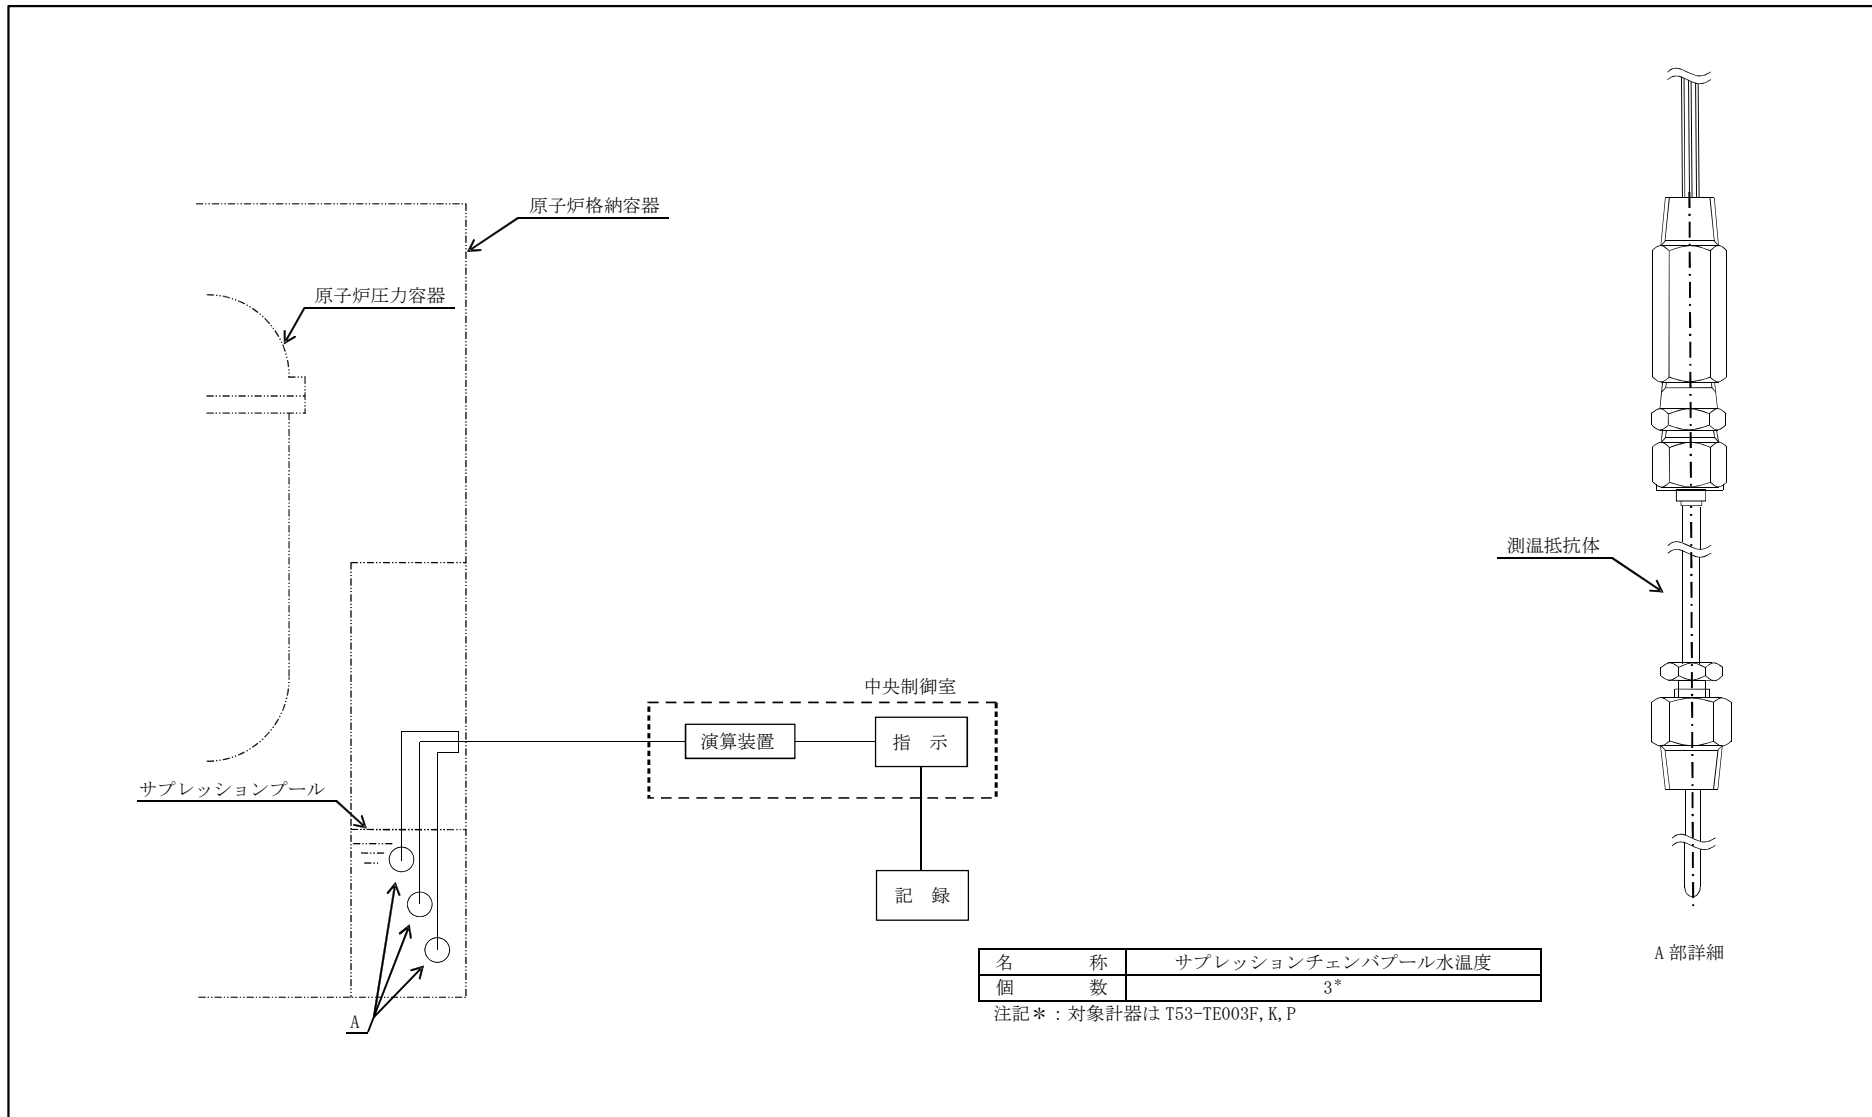 原子炉格納容器
原子炉圧力容器
測温抵抗体
中央制御室
演算装置
指 示
サプレッションプール
記 録
A 部詳細
名 称 サプレッションチェンバプール水温度
個 数 3*
注記＊：対象計器は T53-TE003F,K,P
A